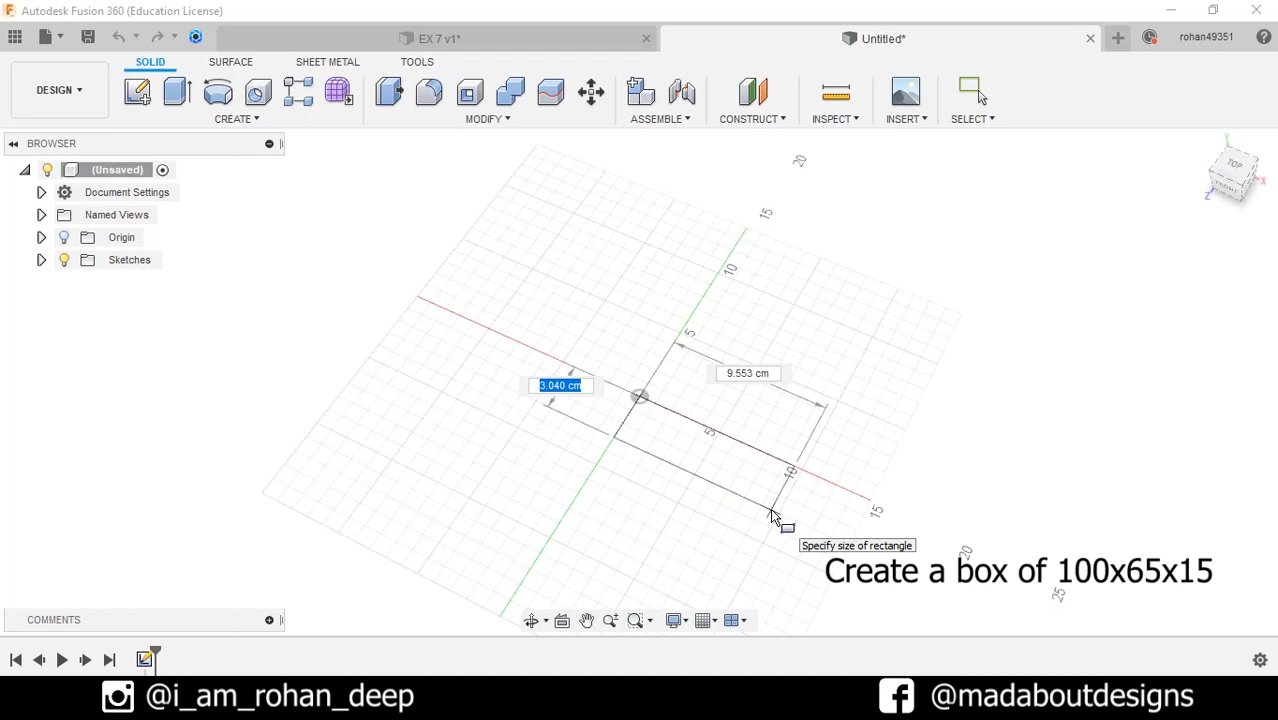 Autodesk Fusion 360 (Education License)
EX 7 v1*
Untitled*
rohan49351
DESIGN
SOLID
SURFACE
SHEET METAL
TOOLS
CREATE
MODIFY
ASSEMBLE
CONSTRUCT
INSPECT
INSERT
SELECT
BROWSER
(Unsaved)
Document Settings
Named Views
Origin
Sketches
TOP
FRONT
Y
X
Z
20
15
10
5
3.040 cm
9.553 cm
5
10
15
20
25
Specify size of rectangle
Create a box of 100x65x15
COMMENTS
@i_am_rohan_deep
@madaboutdesigns